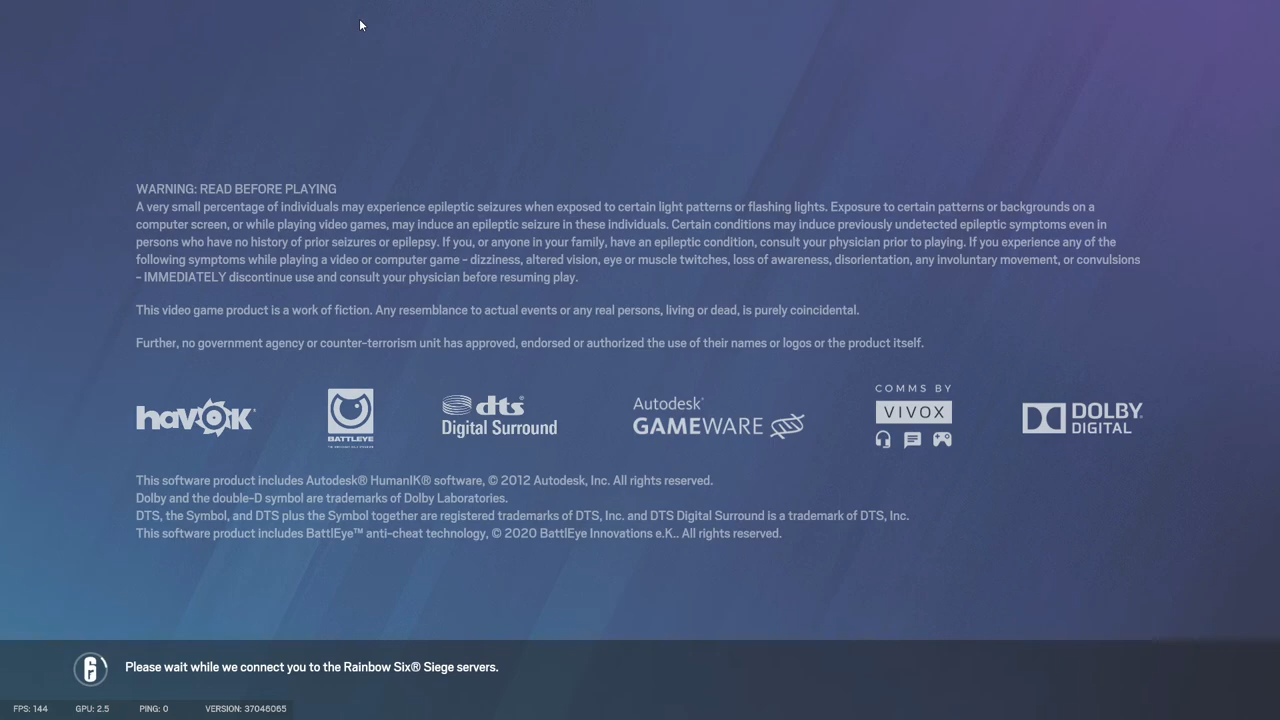 WARNING: READ BEFORE PLAYING
A very small percentage of individuals may experience epileptic seizures when exposed to certain light patterns or flashing lights. Exposure to certain patterns or backgrounds on a
computer screen, or while playing video games, may induce an epileptic seizure in these individuals. Certain conditions may induce previously undetected epileptic symptoms even in
persons who have no history of prior seizures or epilepsy. If you, or anyone in your family, have an epileptic condition, consult your physician prior to playing. If you experience any of the
following symptoms while playing a video or computer game - dizziness, altered vision, eye or muscle twitches, loss of awareness, disorientation, any involuntary movement, or convulsions
- IMMEDIATELY discontinue use and consult your physician before resuming play.
This video game product is a work of fiction. Any resemblance to actual events or any real persons, living or dead, is purely coincidental.
Further, no government agency or counter-terrorism unit has approved, endorsed or authorized the use of their names or logos or the product itself.
havok
BATTLEYE
dts
Digital Surround
Autodesk®
GAMEWARE
COMMS BY
VIVOX
DOLBY
DIGITAL
This software product includes Autodesk® HumanIK® software, © 2012 Autodesk, Inc. All rights reserved.
Dolby and the double-D symbol are trademarks of Dolby Laboratories.
DTS, the Symbol, and DTS plus the Symbol together are registered trademarks of DTS, Inc. and DTS Digital Surround is a trademark of DTS, Inc.
This software product includes BattlEye™ anti-cheat technology, © 2020 BattlEye Innovations e.K.. All rights reserved.
6 Please wait while we connect you to the Rainbow Six® Siege servers.
FPS: 144 GPU: 2.5 PING: 0 VERSION: 37046065